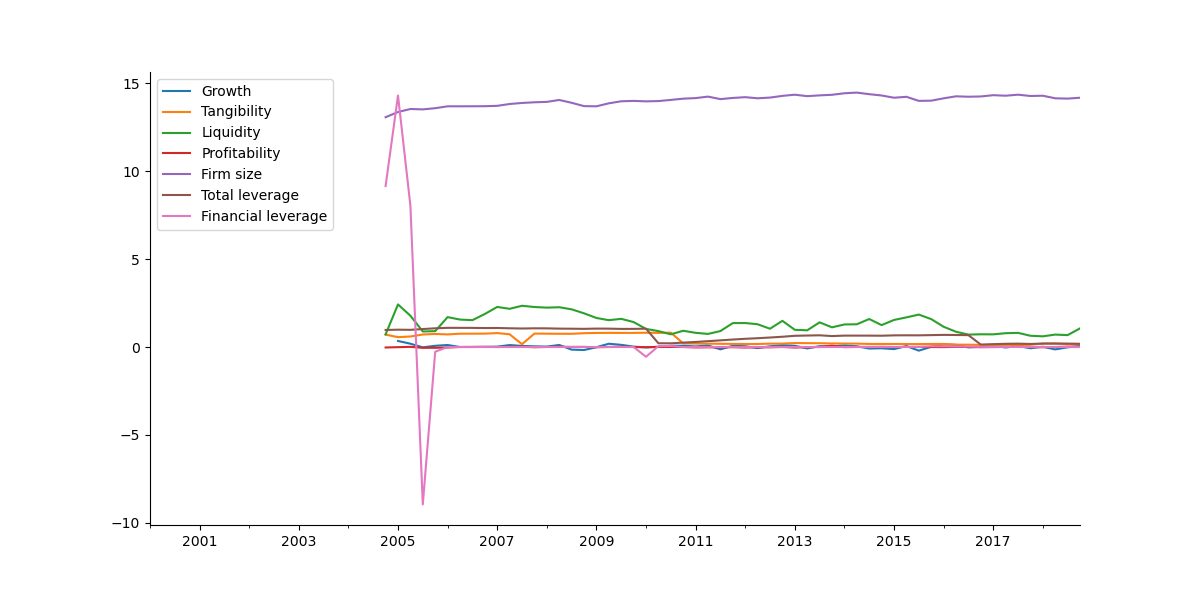 15
10
5
0
−5
−10
Growth
Tangibility
Liquidity
Profitability
Firm size
Total leverage
Financial leverage
2001 2003 2005 2007 2009 2011 2013 2015 2017